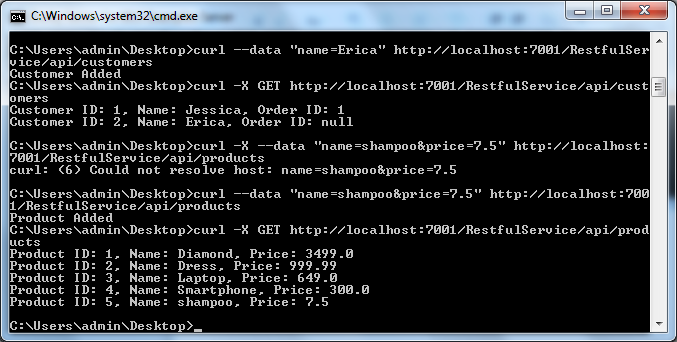 C:\Windows\system32\cmd.exe
C:\Users\admin\Desktop>curl --data "name=Erica" http://localhost:7001/RestfulSer
vice/api/customers
Customer Added
C:\Users\admin\Desktop>curl -X GET http://localhost:7001/RestfulService/api/cust
omers
Customer ID: 1, Name: Jessica, Order ID: 1
Customer ID: 2, Name: Erica, Order ID: null
C:\Users\admin\Desktop>curl -X --data "name=shampoo&price=7.5" http://localhost:
7001/RestfulService/api/products
curl: (6) Could not resolve host: name=shampoo&price=7.5
C:\Users\admin\Desktop>curl --data "name=shampoo&price=7.5" http://localhost:700
1/RestfulService/api/products
Product Added
C:\Users\admin\Desktop>curl -X GET http://localhost:7001/RestfulService/api/prod
ucts
Product ID: 1, Name: Diamond, Price: 3499.0
Product ID: 2, Name: Dress, Price: 999.99
Product ID: 3, Name: Laptop, Price: 649.0
Product ID: 4, Name: Smartphone, Price: 300.0
Product ID: 5, Name: shampoo, Price: 7.5
C:\Users\admin\Desktop>_